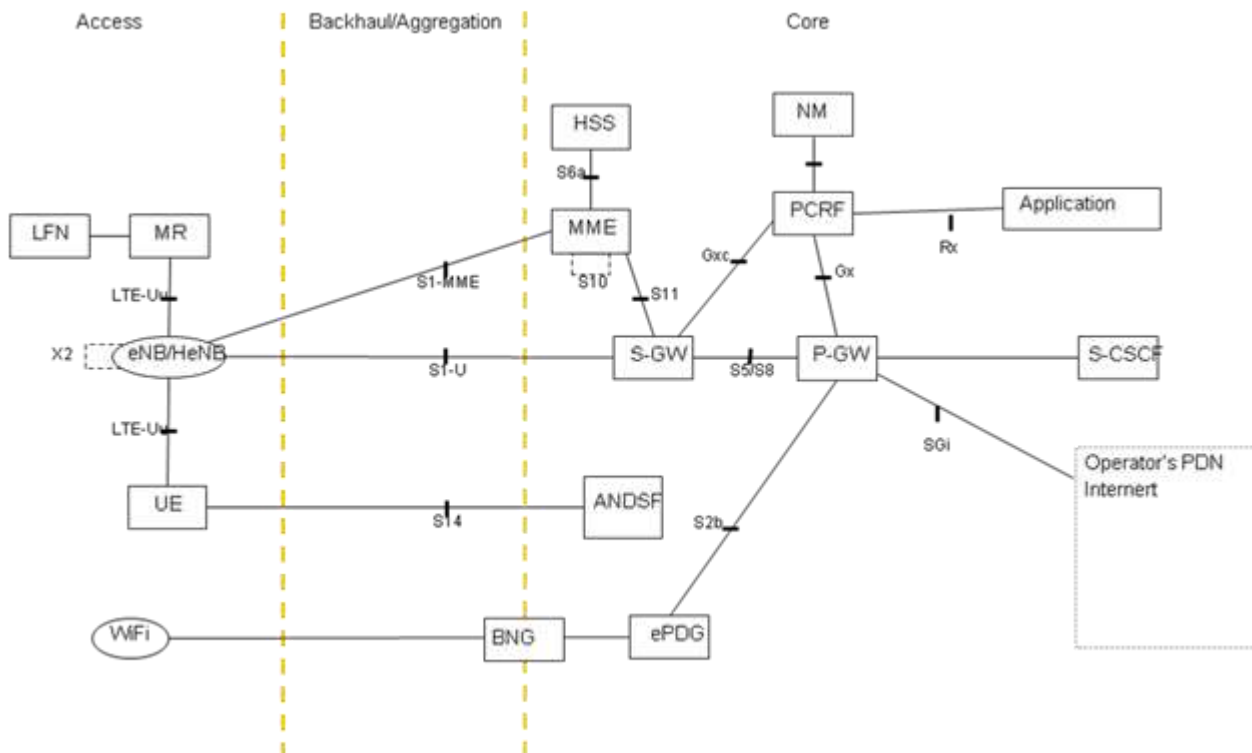 Access
Backhaul/Aggregation
Core
HSS
NM
S6a
LFN
MR
MME
PCRF
Application
Rx
Gxc
Gx
S10
S11
S1-MME
LTE-Uu
X2
eNB/HeNB
S1-U
S-GW
S5/S8
P-GW
S-CSCF
LTE-Uu
SGi
Operator's PDN
Internert
UE
S14
ANDSF
S2b
WiFi
BNG
ePDG